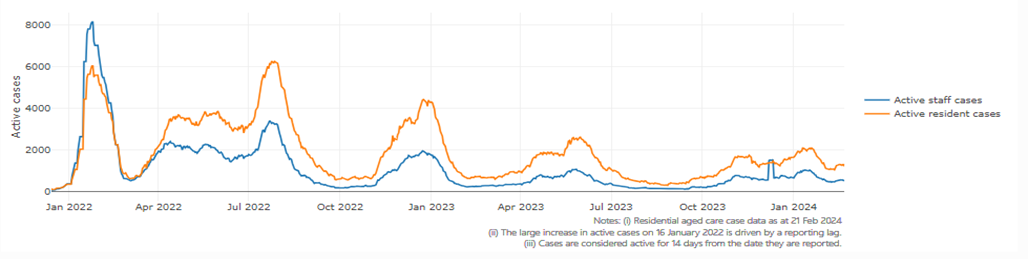 8000
6000
4000
2000
0
Active cases
Jan 2022 Apr 2022 Jul 2022 Oct 2022 Jan 2023 Apr 2023 Jul 2023 Oct 2023 Jan 2024
Active staff cases
Active resident cases
Notes: (i) Residential aged care case data as at 21 Feb 2024
(ii) The large increase in active cases on 16 January 2022 is driven by a reporting lag.
(iii) Cases are considered active for 14 days from the date they are reported.